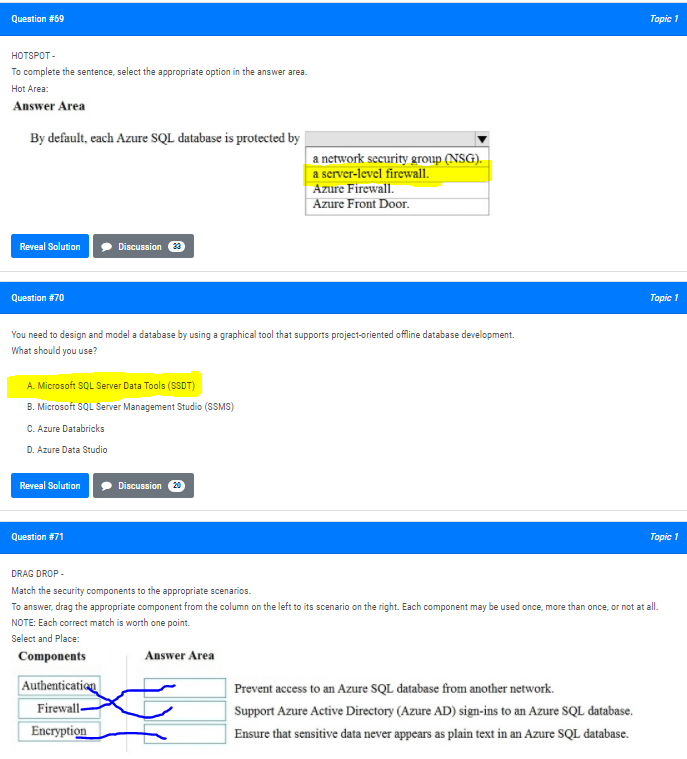 Question #69 Topic 1
HOTSPOT -
To complete the sentence, select the appropriate option in the answer area.
Hot Area:
Answer Area
By default, each Azure SQL database is protected by
a network security group (NSG).
a server-level firewall.
Azure Firewall.
Azure Front Door.
Reveal Solution Discussion 33
Question #70 Topic 1
You need to design and model a database by using a graphical tool that supports project-oriented offline database development.
What should you use?
A. Microsoft SQL Server Data Tools (SSDT)
B. Microsoft SQL Server Management Studio (SSMS)
C. Azure Databricks
D. Azure Data Studio
Reveal Solution Discussion 20
Question #71 Topic 1
DRAG DROP -
Match the security components to the appropriate scenarios.
To answer, drag the appropriate component from the column on the left to its scenario on the right. Each component may be used once, more than once, or not at all.
NOTE: Each correct match is worth one point.
Select and Place:
Components Answer Area
Authentication Prevent access to an Azure SQL database from another network.
Firewall Support Azure Active Directory (Azure AD) sign-ins to an Azure SQL database.
Encryption Ensure that sensitive data never appears as plain text in an Azure SQL database.